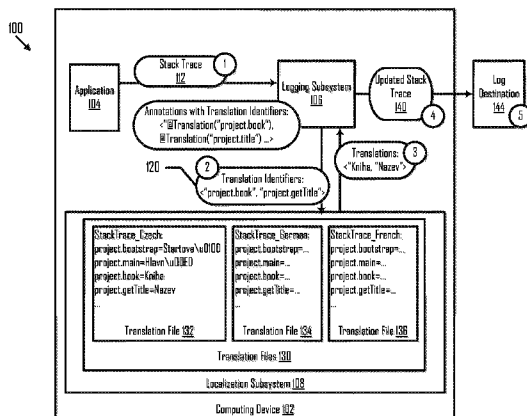 100
Stack Trace
112
1
Application
104
Logging Subsystem
106
Updated Stack
Trace
140
4
Log
Destination
144
5
Annotations with Translation Identifiers:
<"@Translation("project.book"),
@Translation("project.title") ...>
120
2
Translation Identifiers:
<"project.book", "project.getTitle">
3
Translations:
<"Kniha, "Nazev">
StackTrace_Czech:
project.bootstrap=Startove\u0100
project.main=Hlavn\u00ED
project.book=Kniha
project.getTitle=Nazev
...
Translation File 132
StackTrace_German:
project.bootstrap=...
project.main=...
project.book=...
project.getTitle=...
...
Translation File 134
StackTrace_French:
project.bootstrap=...
project.main=...
project.book=...
project.getTitle=...
...
Translation File 136
Translation Files 130
Localization Subsystem 108
Computing Device 102